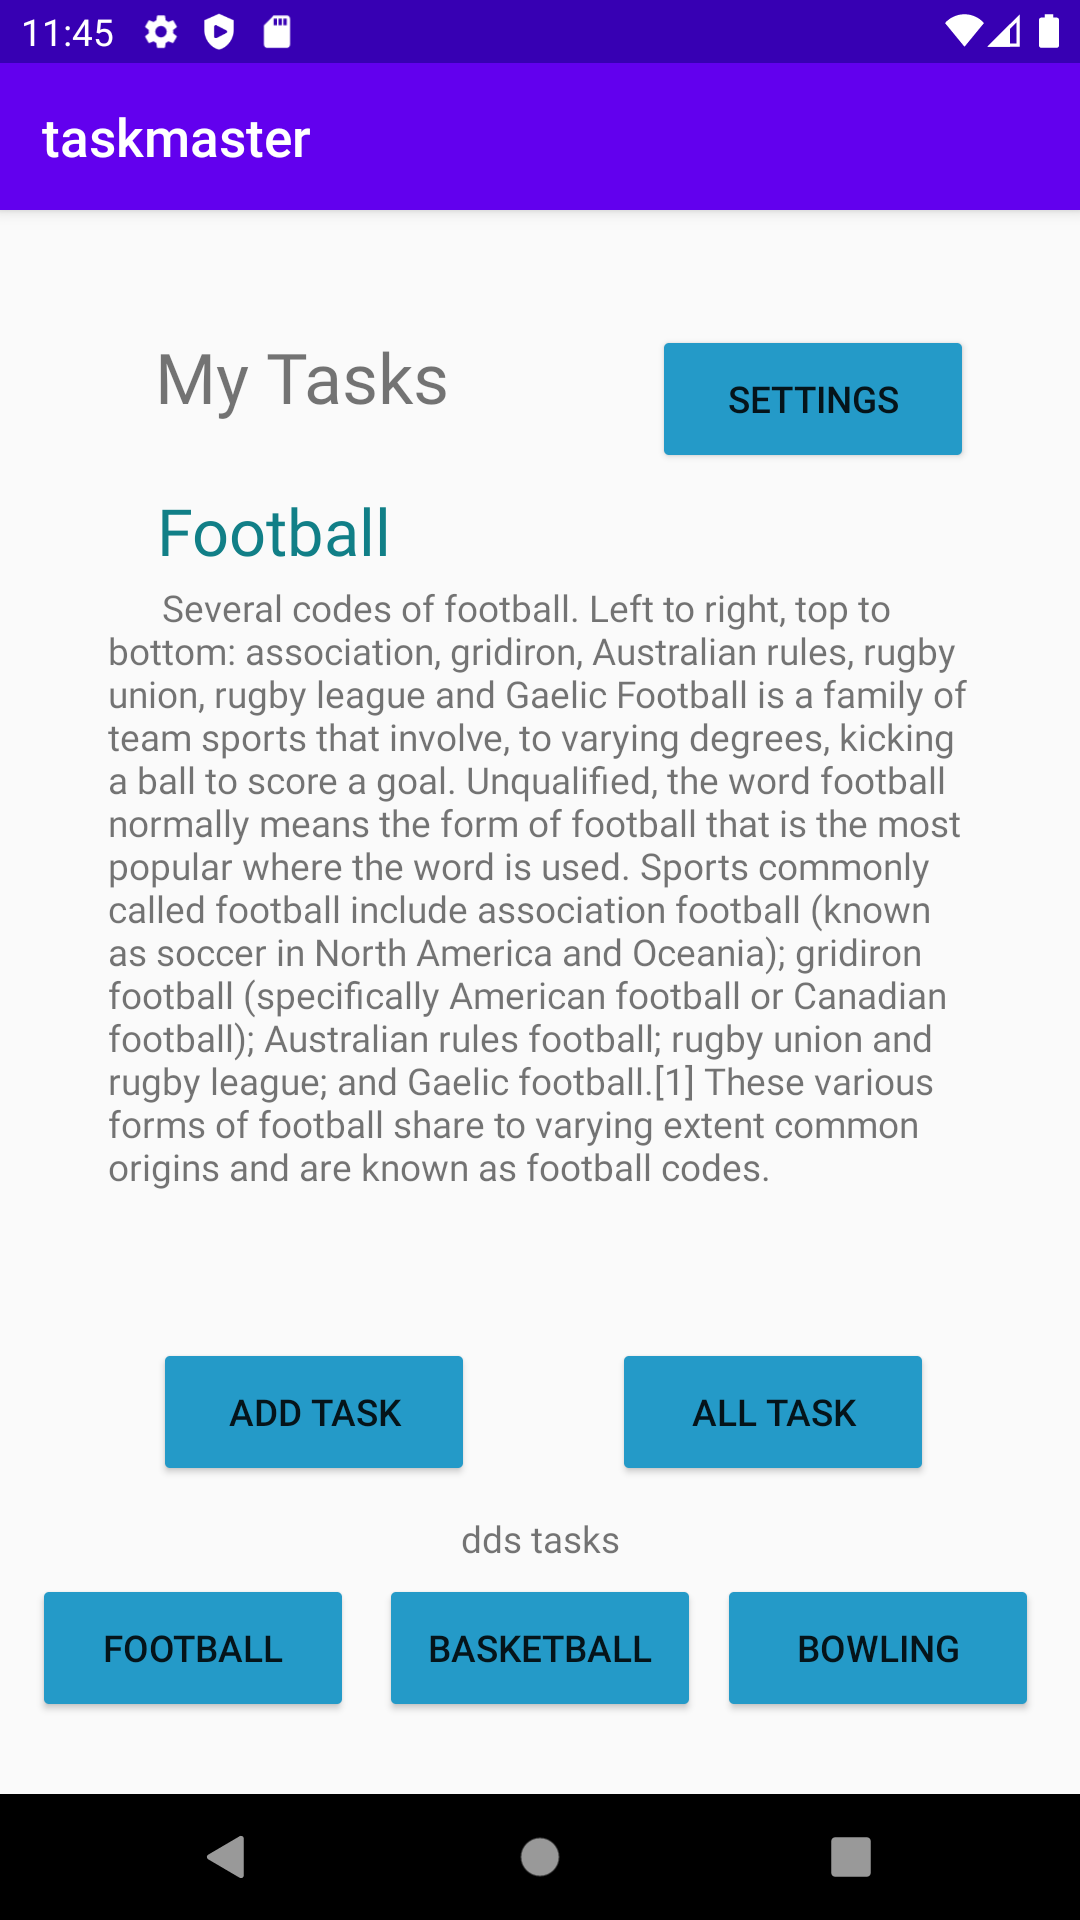 11:45
taskmaster
My Tasks
SETTINGS
Football
Several codes of football. Left to right, top to
bottom: association, gridiron, Australian rules, rugby
union, rugby league and Gaelic Football is a family of
team sports that involve, to varying degrees, kicking
a ball to score a goal. Unqualified, the word football
normally means the form of football that is the most
popular where the word is used. Sports commonly
called football include association football (known
as soccer in North America and Oceania); gridiron
football (specifically American football or Canadian
football); Australian rules football; rugby union and
rugby league; and Gaelic football.[1] These various
forms of football share to varying extent common
origins and are known as football codes.
ADD TASK
ALL TASK
dds tasks
FOOTBALL
BASKETBALL
BOWLING